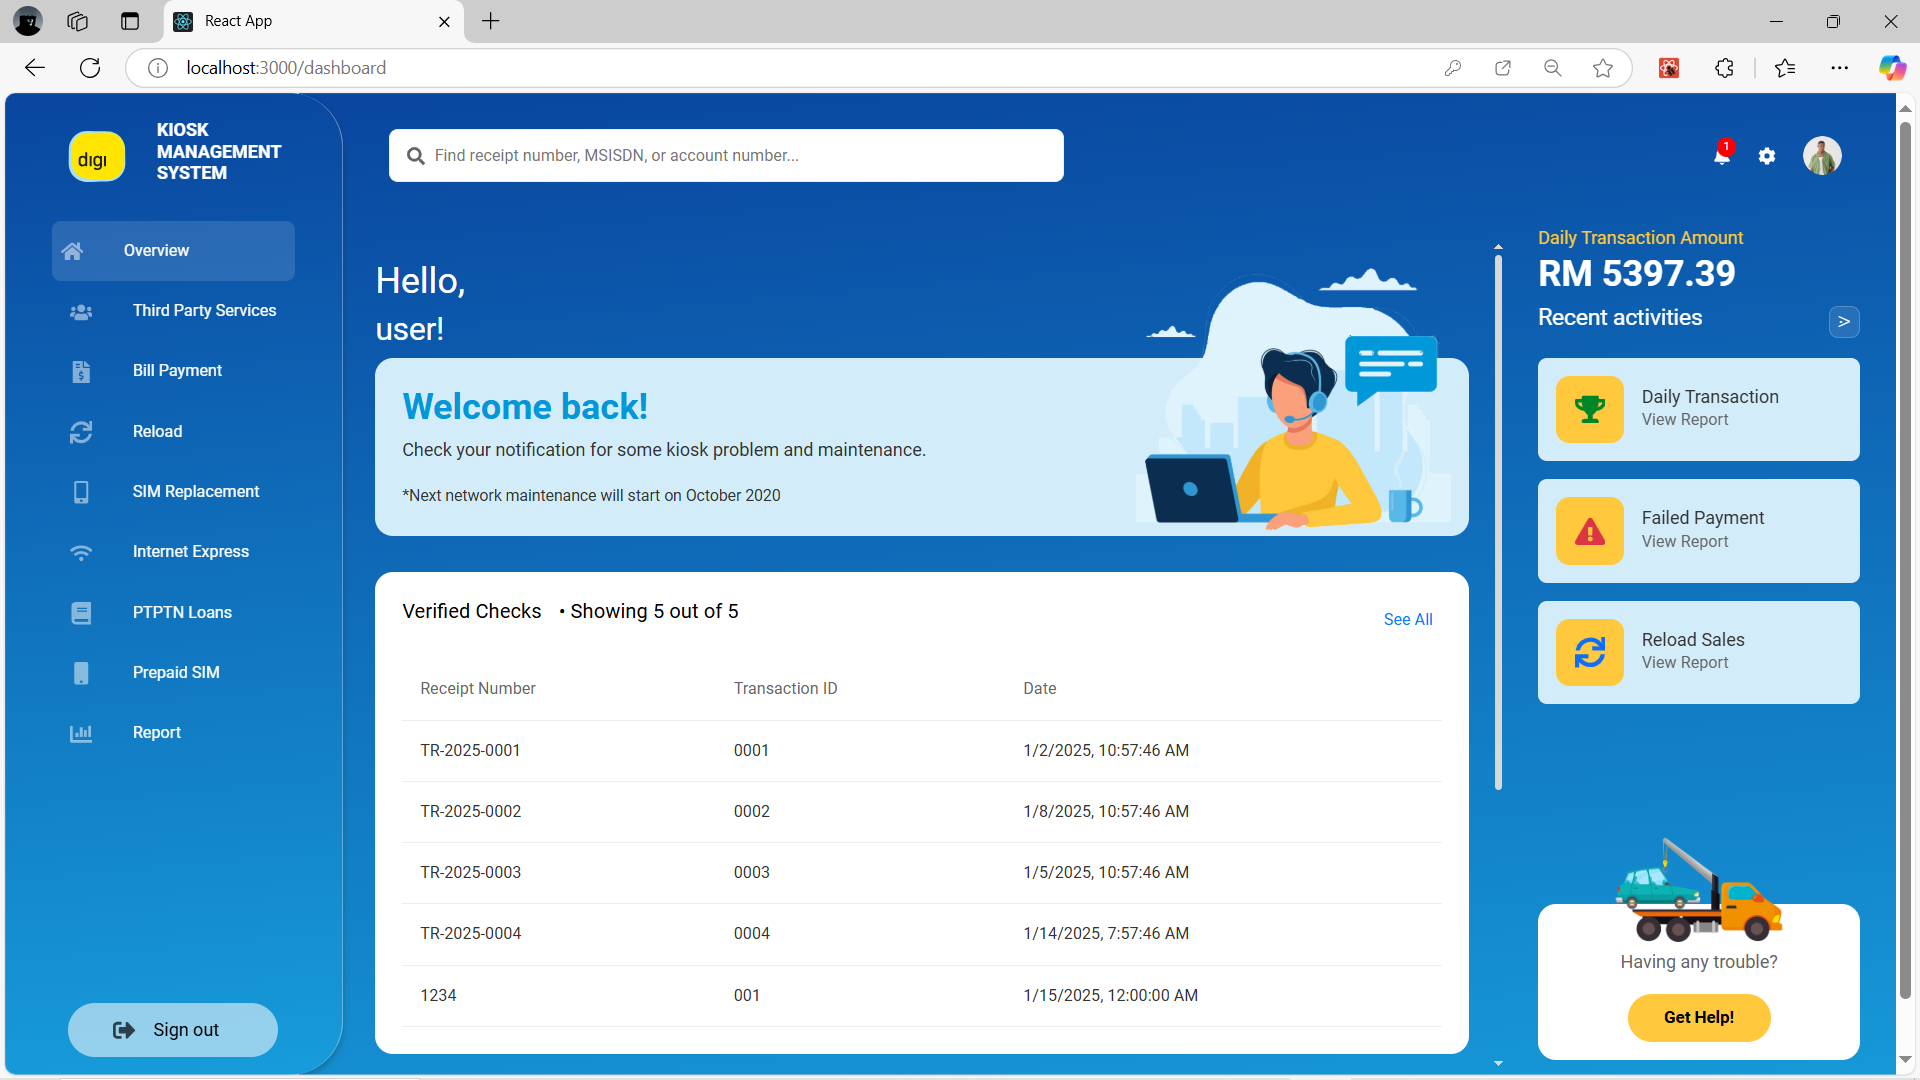 React App
localhost:3000/dashboard
digi
KIOSK
MANAGEMENT
SYSTEM
Find receipt number, MSISDN, or account number...
1
Overview
Third Party Services
Bill Payment
Reload
SIM Replacement
Internet Express
PTPTN Loans
Prepaid SIM
Report
Sign out
Hello,
user!
Welcome back!
Check your notification for some kiosk problem and maintenance.
*Next network maintenance will start on October 2020
Verified Checks • Showing 5 out of 5
See All
Receipt Number Transaction ID Date
TR-2025-0001 0001 1/2/2025, 10:57:46 AM
TR-2025-0002 0002 1/8/2025, 10:57:46 AM
TR-2025-0003 0003 1/5/2025, 10:57:46 AM
TR-2025-0004 0004 1/14/2025, 7:57:46 AM
1234 001 1/15/2025, 12:00:00 AM
Daily Transaction Amount
RM 5397.39
Recent activities
>
Daily Transaction
View Report
Failed Payment
View Report
Reload Sales
View Report
Having any trouble?
Get Help!